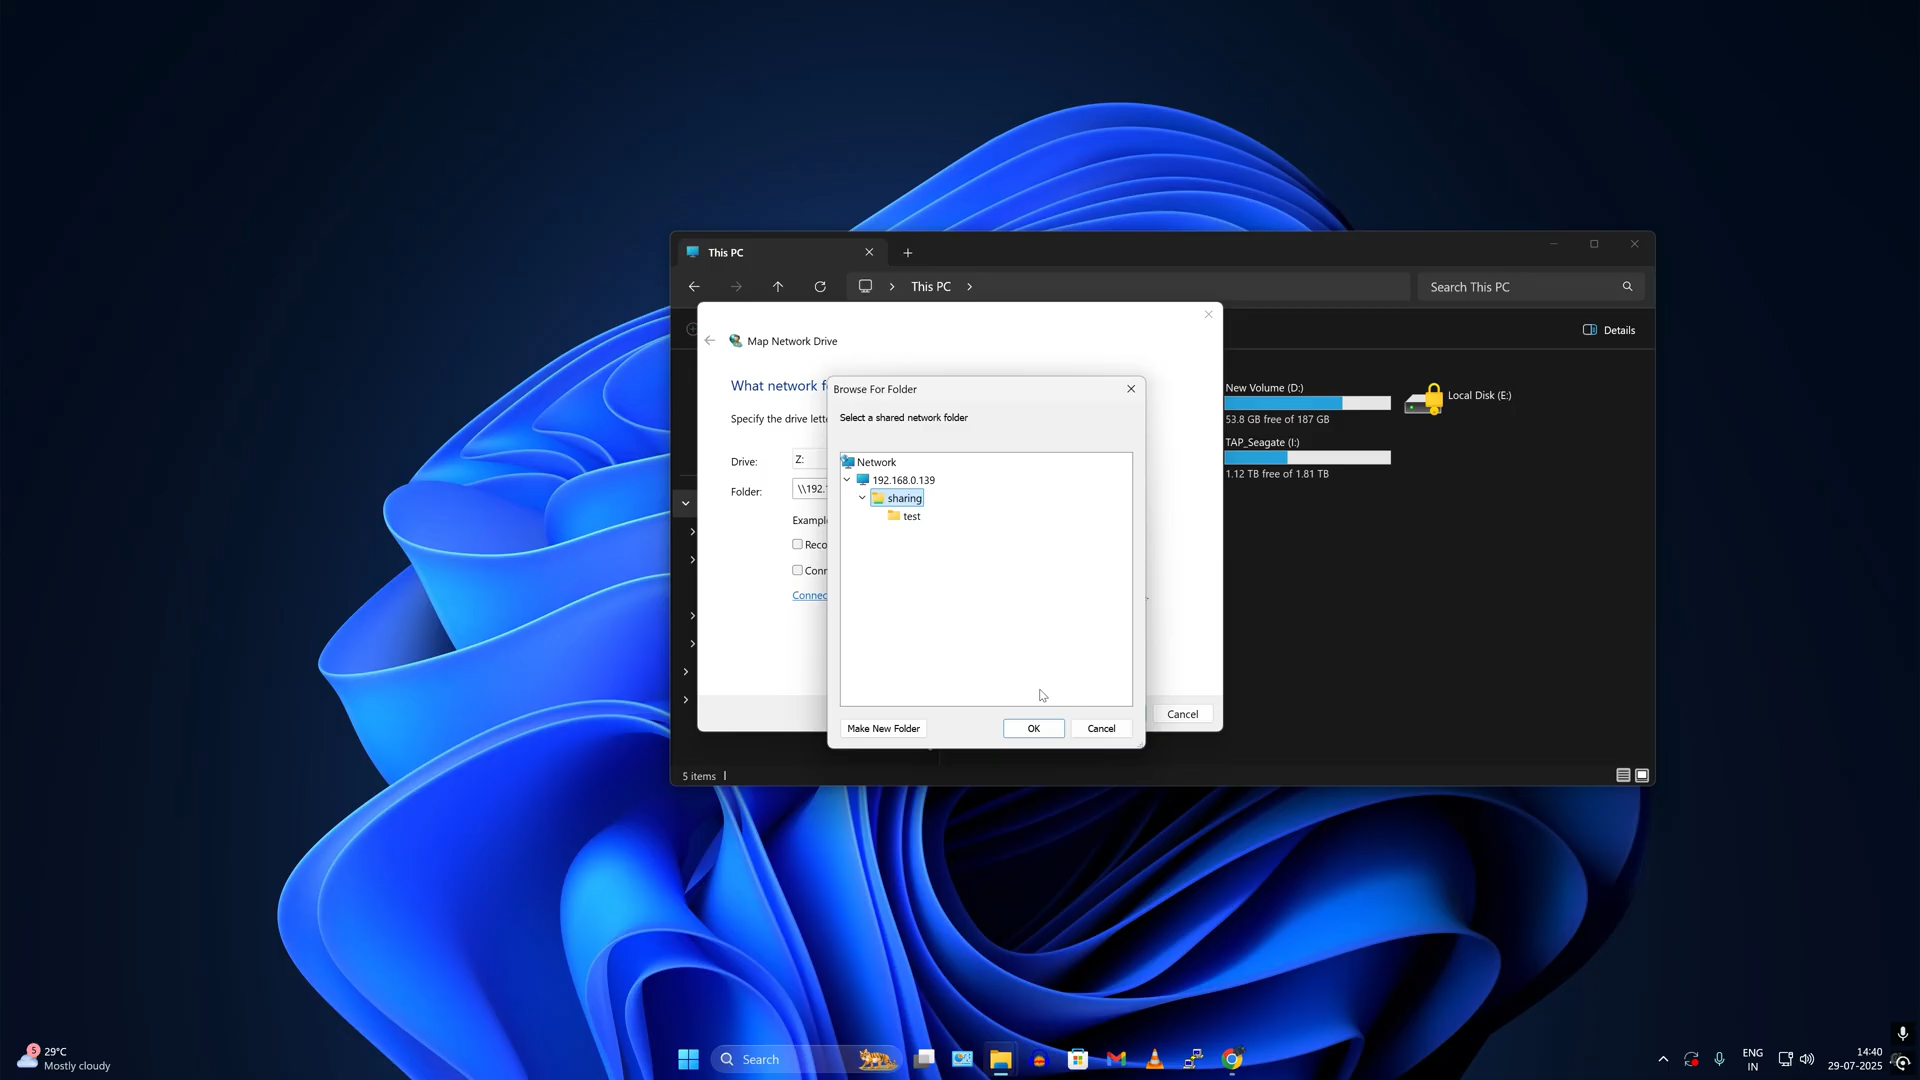 This PC
This PC
Search This PC
Details
Map Network Drive
What network f
Specify the drive lette
Drive:
Z:
Folder:
\\192.
Exampl
Reco
Conn
Connec
Cancel
Browse For Folder
Select a shared network folder
Network
192.168.0.139
sharing
test
Make New Folder
OK
Cancel
New Volume (D:)
53.8 GB free of 187 GB
Local Disk (E:)
TAP_Seagate (I:)
1.12 TB free of 1.81 TB
5 items
5
29°C
Mostly cloudy
Search
ENG
IN
14:40
29-07-2025